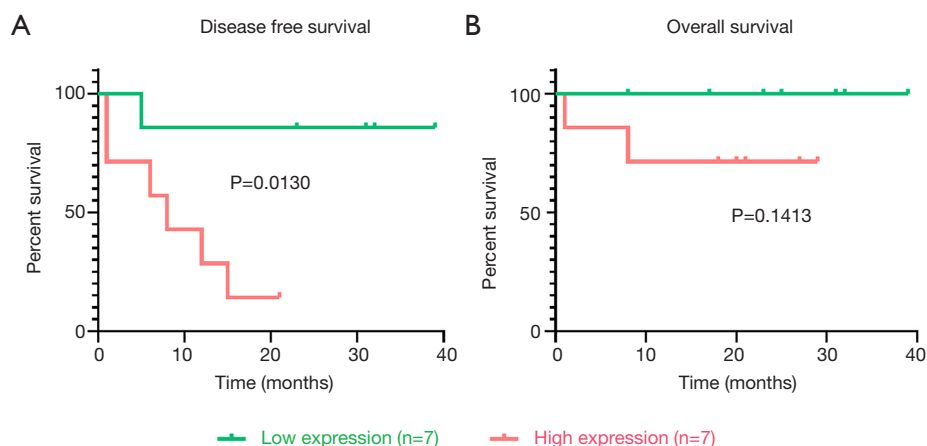 A
Disease free survival
100
50
0
Percent survival
P=0.0130
0 10 20 30 40
Time (months)
B
Overall survival
100
50
0
Percent survival
P=0.1413
0 10 20 30 40
Time (months)
Low expression (n=7) High expression (n=7)